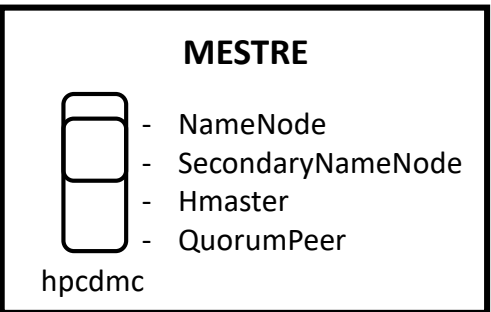 MESTRE
- NameNode
- SecondaryNameNode
- Hmaster
- QuorumPeer
hpcdmc